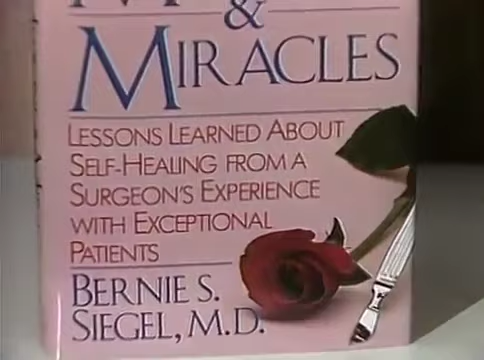 &
MIRACLES
LESSONS LEARNED ABOUT
SELF-HEALING FROM A
SURGEON'S EXPERIENCE
WITH EXCEPTIONAL
PATIENTS
BERNIE S.
SIEGEL, M.D.